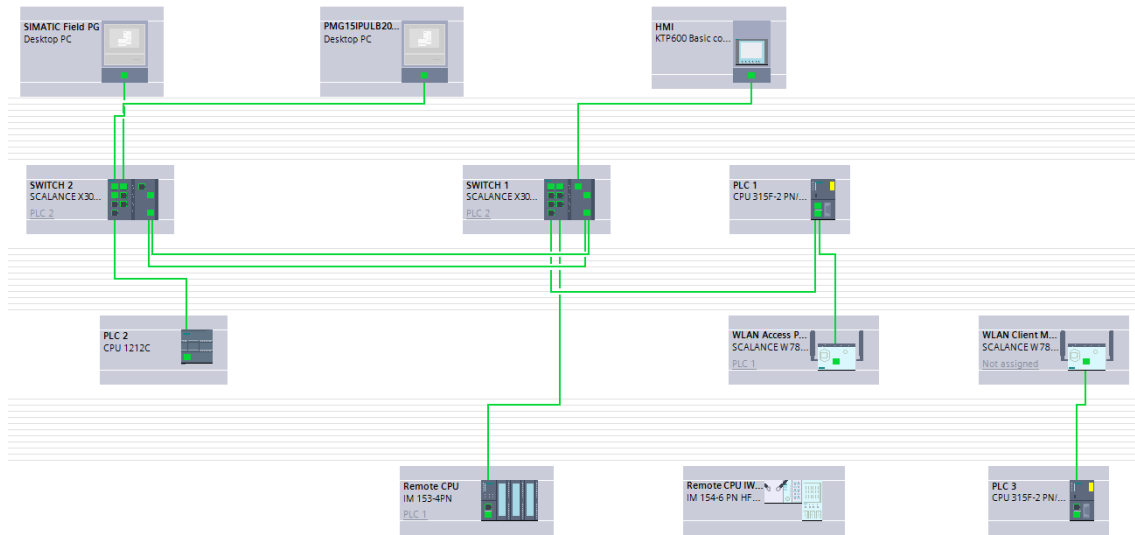 SIMATIC Field PG
Desktop PC
PMG15IPULB20...
Desktop PC
HMI
KTP600 Basic co...
SWITCH 2
SCALANCE X30...
PLC 2
SWITCH 1
SCALANCE X30...
PLC 2
PLC 1
CPU 315F-2 PN/...
PLC 2
CPU 1212C
WLAN Access P...
SCALANCE W78...
PLC 1
WLAN Client M...
SCALANCE W78...
Not assigned
Remote CPU
IM 153-4PN
PLC 1
Remote CPU IW...
IM 154-6 PN HF...
PLC 3
CPU 315F-2 PN/...